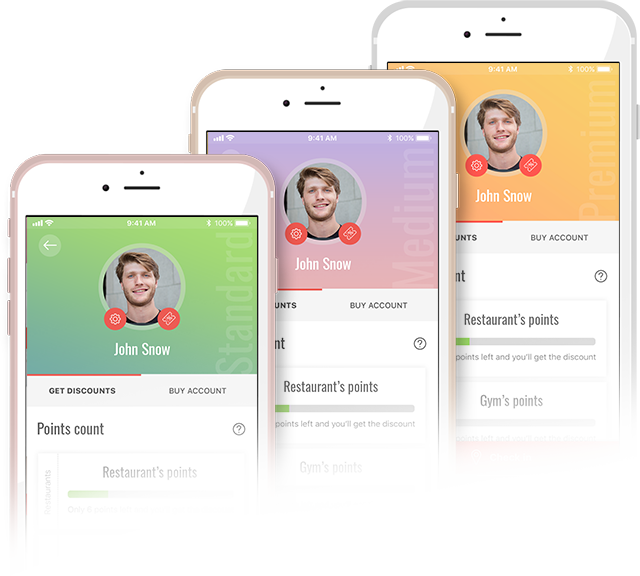 9:41 AM
100%
Premium
John Snow
UNTS
BUY ACCOUNT
nt
Restaurant's points
points left and you'll get the discount
Gym's points
9:41 AM
100%
Medium
John Snow
UNTS
BUY ACCOUNT
nt
Restaurant's points
points left and you'll get the discount
Gym's points
9:41 AM
100%
Standard
John Snow
GET DISCOUNTS
BUY ACCOUNT
Points count
Restaurants
Restaurant's points